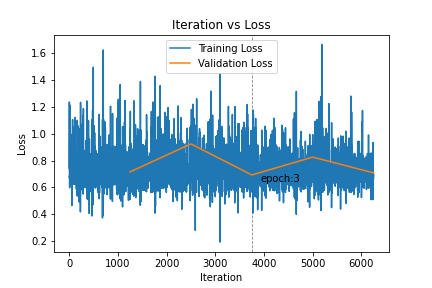 Iteration vs Loss
Training Loss
Validation Loss
1.6
1.4
1.2
1.0
0.8
0.6
0.4
0.2
Loss
epoch:3
0
1000
2000
3000
4000
5000
6000
Iteration